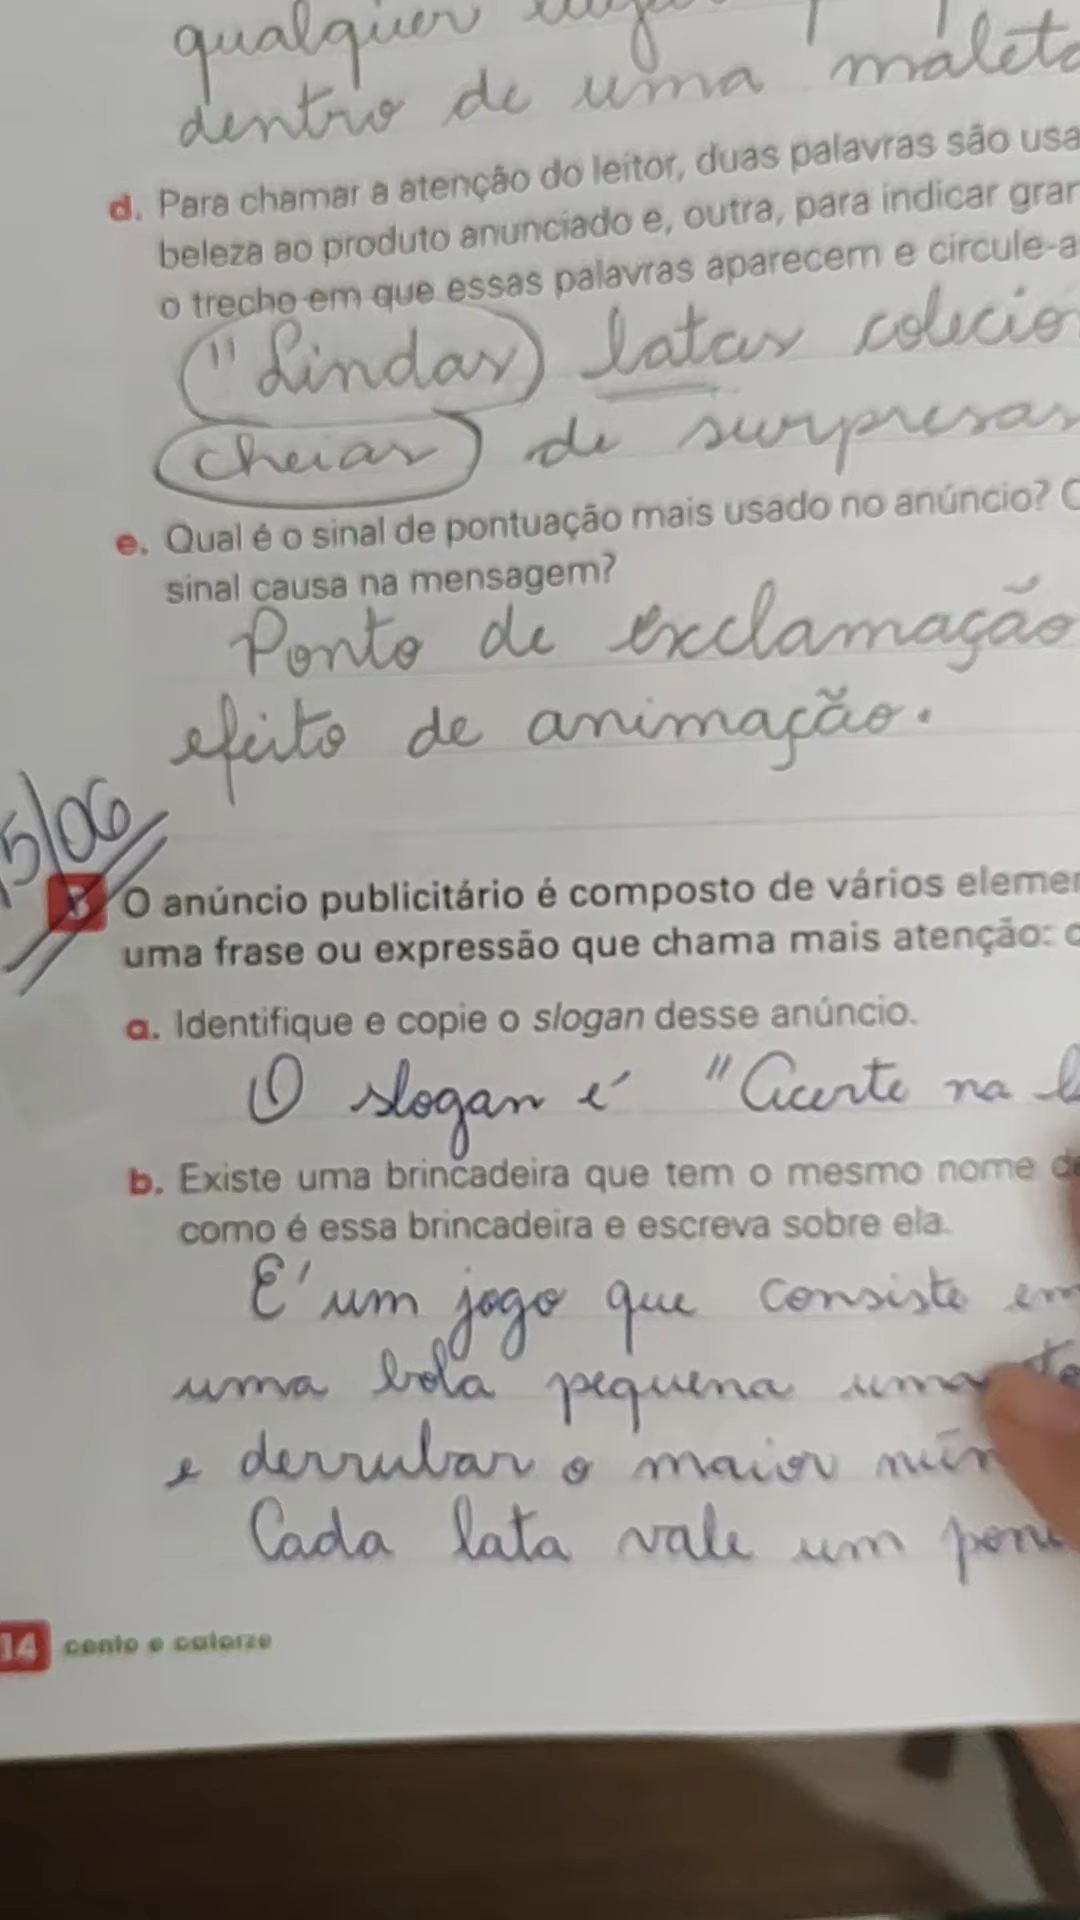 qualquer
dentro de uma maleta
d. Para chamar a atenção do leitor, duas palavras são usa
beleza ao produto anunciado e, outra, para indicar gran
o trecho em que essas palavras aparecem e circule-a
"Lindas latas colecio
cheias de surpresas
e. Qual é o sinal de pontuação mais usado no anúncio?
sinal causa na mensagem?
Ponto de exclamação
efeito de animação.
5/06
3 O anúncio publicitário é composto de vários elemen
uma frase ou expressão que chama mais atenção: o
a. Identifique e copie o slogan desse anúncio.
O slogan é "Acerte na l
b. Existe uma brincadeira que tem o mesmo nome d
como é essa brincadeira e escreva sobre ela.
É um jogo que consiste em
uma bola pequena uma
e derrubar o maior núm
Cada lata vale um pon
14 cento e catorze